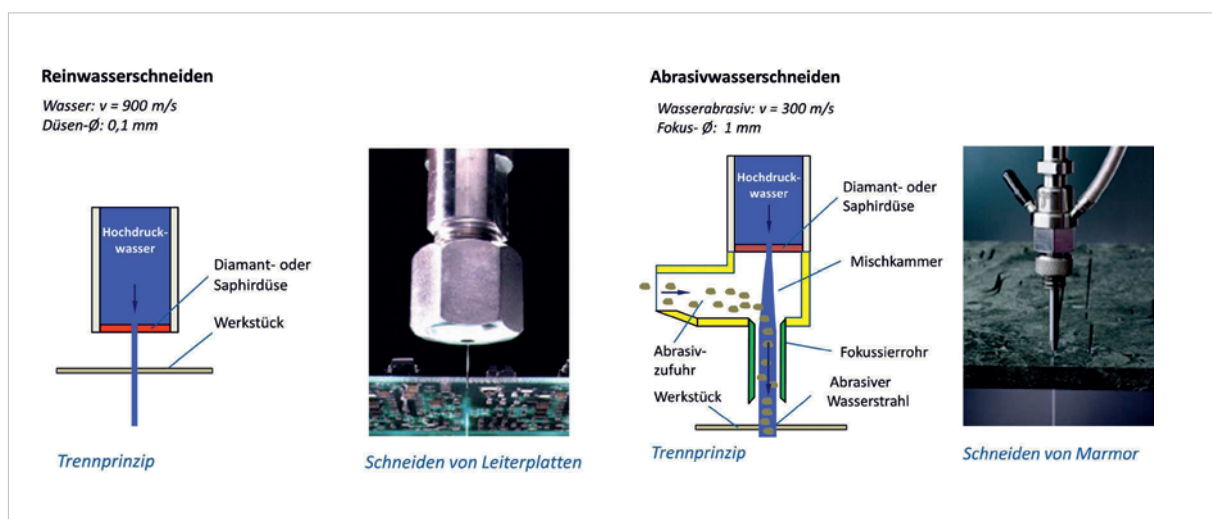 Reinwasserschneiden
Wasser: v = 900 m/s
Düsen-Ø: 0,1 mm
Hochdruck-
wasser
Diamant- oder
Saphirdüse
Werkstück
Trennprinzip
Schneiden von Leiterplatten
Abrasivwasserschneiden
Wasserabrasiv: v = 300 m/s
Fokus- Ø: 1 mm
Hochdruck-
wasser
Diamant- oder
Saphirdüse
Mischkammer
Abrasiv-
zufuhr
Fokussierrohr
Werkstück
Abrasiver
Wasserstrahl
Trennprinzip
Schneiden von Marmor